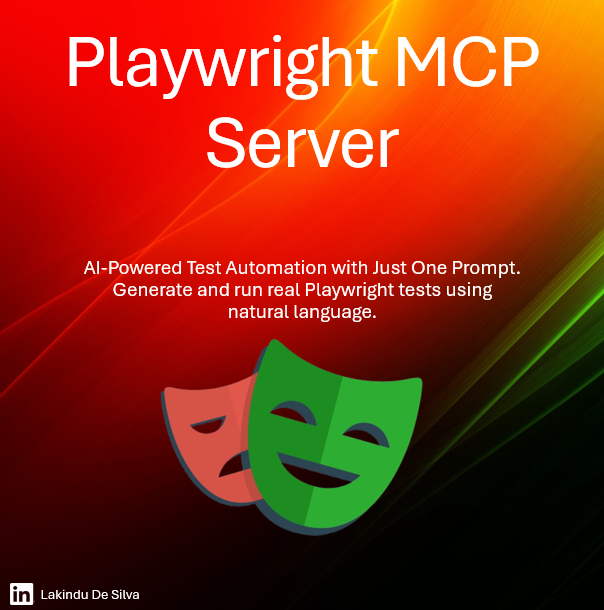 Playwright MCP
Server
AI-Powered Test Automation with Just One Prompt.
Generate and run real Playwright tests using
natural language.
in Lakindu De Silva